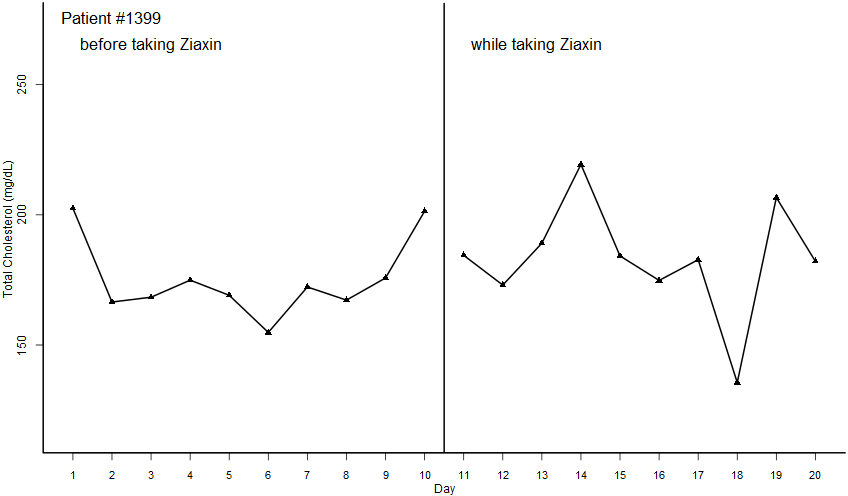 Patient #1399
before taking Ziaxin
while taking Ziaxin
250
200
150
Total Cholesterol (mg/dL)
1 2 3 4 5 6 7 8 9 10 11 12 13 14 15 16 17 18 19 20
Day